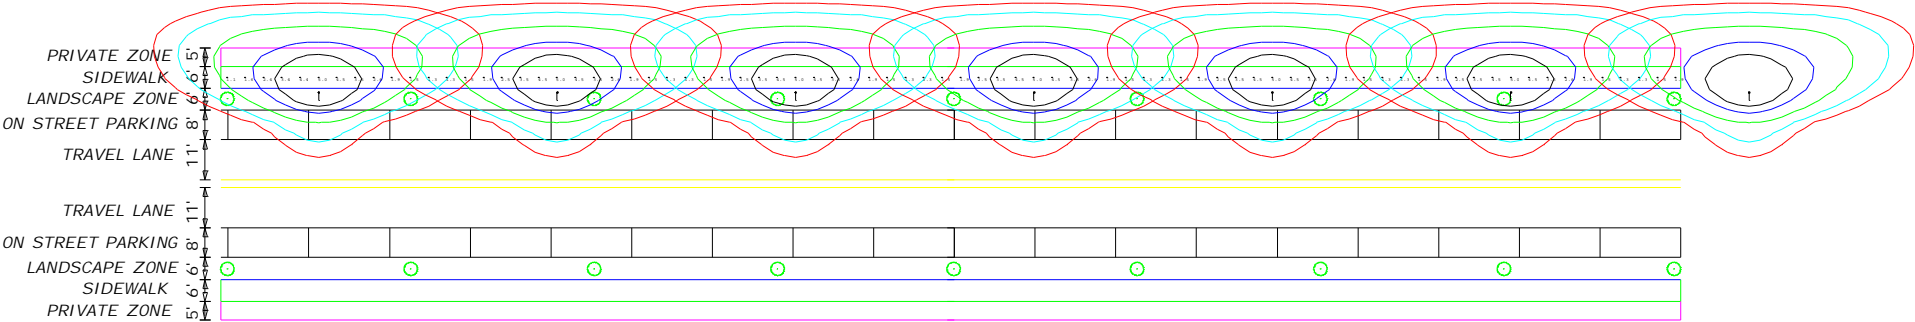 PRIVATE ZONE 5'
SIDEWALK 6'
LANDSCAPE ZONE 6'
ON STREET PARKING 8'
TRAVEL LANE 11'
TRAVEL LANE 11'
ON STREET PARKING 8'
LANDSCAPE ZONE 6'
SIDEWALK 6'
PRIVATE ZONE 5'